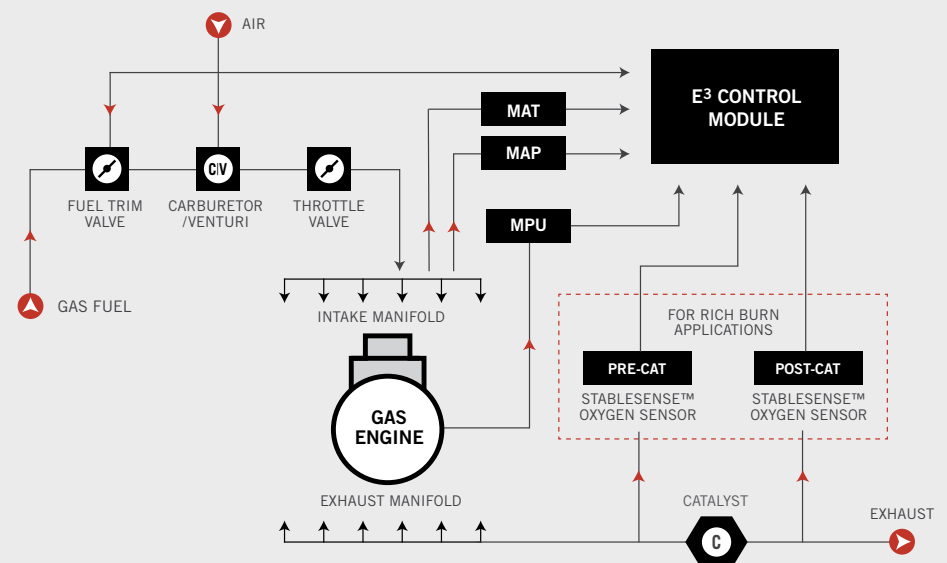 AIR
E³ CONTROL
MODULE
MAT
MAP
C|V
FUEL TRIM
VALVE
CARBURETOR
/VENTURI
THROTTLE
VALVE
MPU
GAS FUEL
INTAKE MANIFOLD
FOR RICH BURN
APPLICATIONS
PRE-CAT
STABLESENSE™
OXYGEN SENSOR
POST-CAT
STABLESENSE™
OXYGEN SENSOR
GAS
ENGINE
EXHAUST MANIFOLD
CATALYST
C
EXHAUST